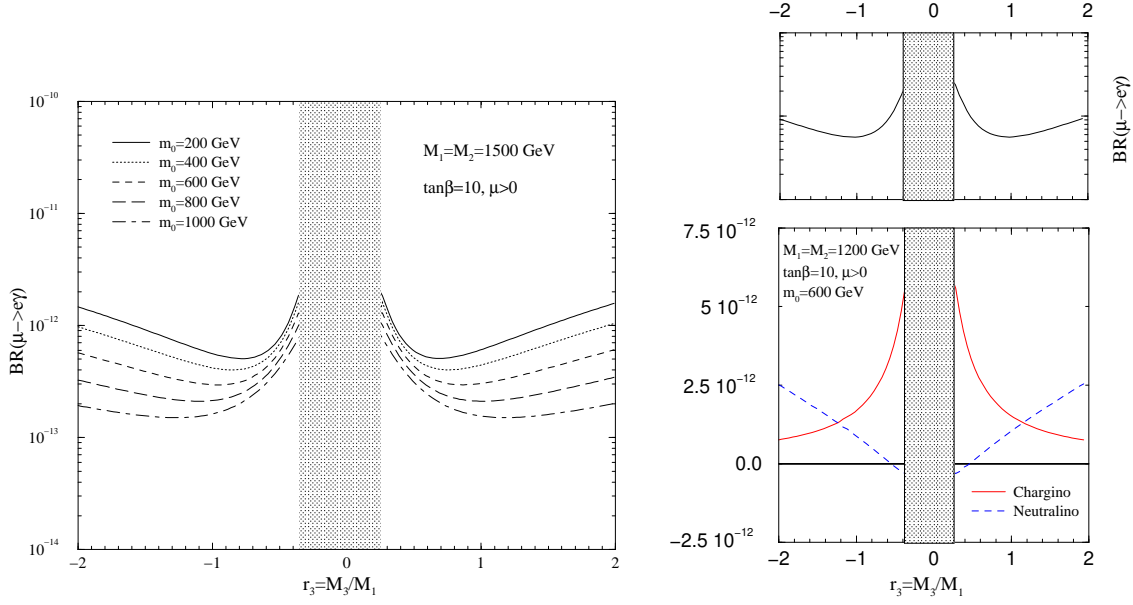 10⁻¹⁰
10⁻¹¹
10⁻¹²
10⁻¹³
10⁻¹⁴
BR(μ->eγ)
m₀=200 GeV
m₀=400 GeV
m₀=600 GeV
m₀=800 GeV
m₀=1000 GeV
M₁=M₂=1500 GeV
tanβ=10, μ>0
−2 −1 0 1 2
r₃=M₃/M₁
−2 −1 0 1 2
BR(μ->eγ)
7.5 10⁻¹²
5 10⁻¹²
2.5 10⁻¹²
0.0
−2.5 10⁻¹²
M₁=M₂=1200 GeV
tanβ=10, μ>0
m₀=600 GeV
Chargino
Neutralino
−2 −1 0 1 2
r₃=M₃/M₁